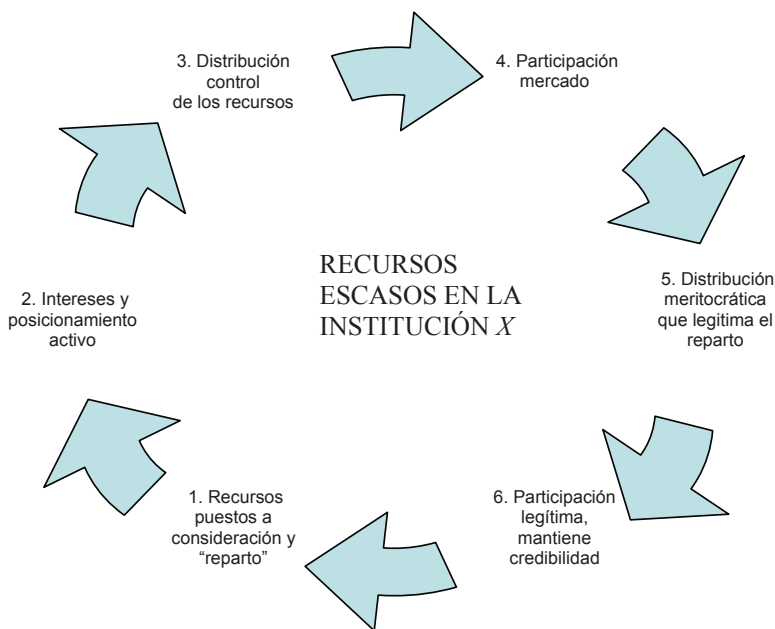 3. Distribución
control
de los recursos
4. Participación
mercado
RECURSOS
ESCASOS EN LA
INSTITUCIÓN X
2. Intereses y
posicionamiento
activo
5. Distribución
meritocrática
que legitima el
reparto
1. Recursos
puestos a
consideración y
“reparto”
6. Participación
legítima,
mantiene
credibilidad